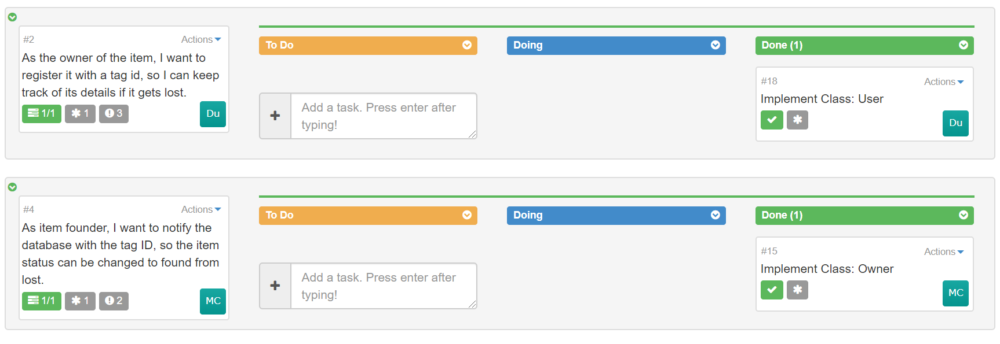 #2 Actions
As the owner of the item, I want to
register it with a tag id, so I can keep
track of its details if it gets lost.
1/1 1 3 Du
To Do
Add a task. Press enter after
typing!
Doing
Done (1)
#18 Actions
Implement Class: User
Du
#4 Actions
As item founder, I want to notify the
database with the tag ID, so the item
status can be changed to found from
lost.
1/1 1 2 MC
To Do
Add a task. Press enter after
typing!
Doing
Done (1)
#15 Actions
Implement Class: Owner
MC